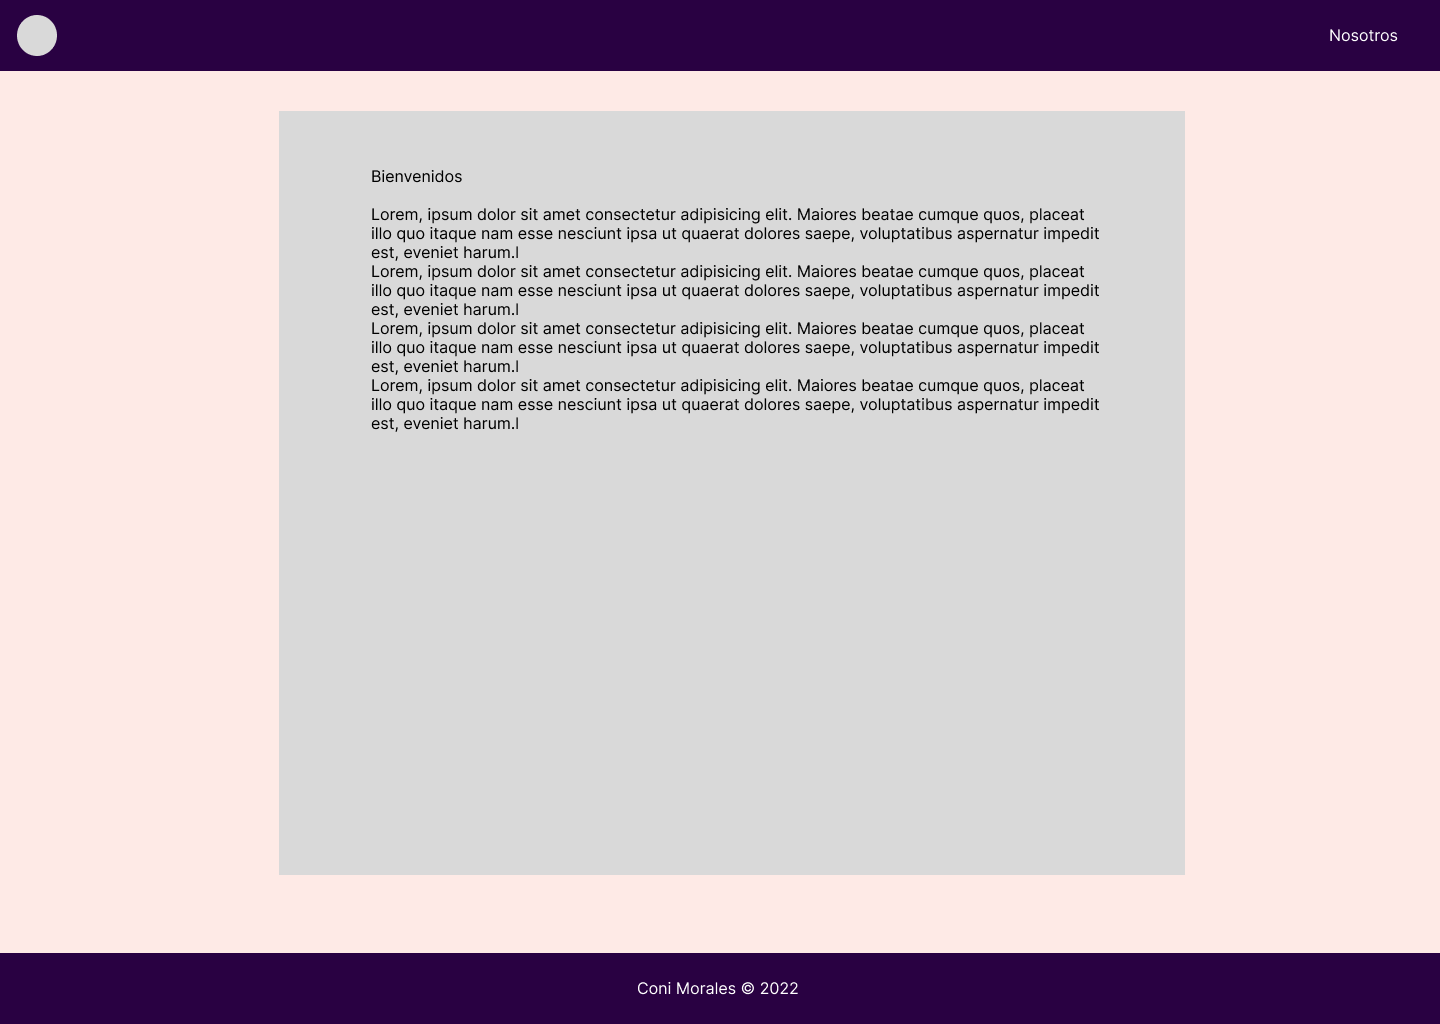 Nosotros
Bienvenidos
Lorem, ipsum dolor sit amet consectetur adipisicing elit. Maiores beatae cumque quos, placeat
illo quo itaque nam esse nesciunt ipsa ut quaerat dolores saepe, voluptatibus aspernatur impedit
est, eveniet harum.l
Lorem, ipsum dolor sit amet consectetur adipisicing elit. Maiores beatae cumque quos, placeat
illo quo itaque nam esse nesciunt ipsa ut quaerat dolores saepe, voluptatibus aspernatur impedit
est, eveniet harum.l
Lorem, ipsum dolor sit amet consectetur adipisicing elit. Maiores beatae cumque quos, placeat
illo quo itaque nam esse nesciunt ipsa ut quaerat dolores saepe, voluptatibus aspernatur impedit
est, eveniet harum.l
Lorem, ipsum dolor sit amet consectetur adipisicing elit. Maiores beatae cumque quos, placeat
illo quo itaque nam esse nesciunt ipsa ut quaerat dolores saepe, voluptatibus aspernatur impedit
est, eveniet harum.l
Coni Morales © 2022